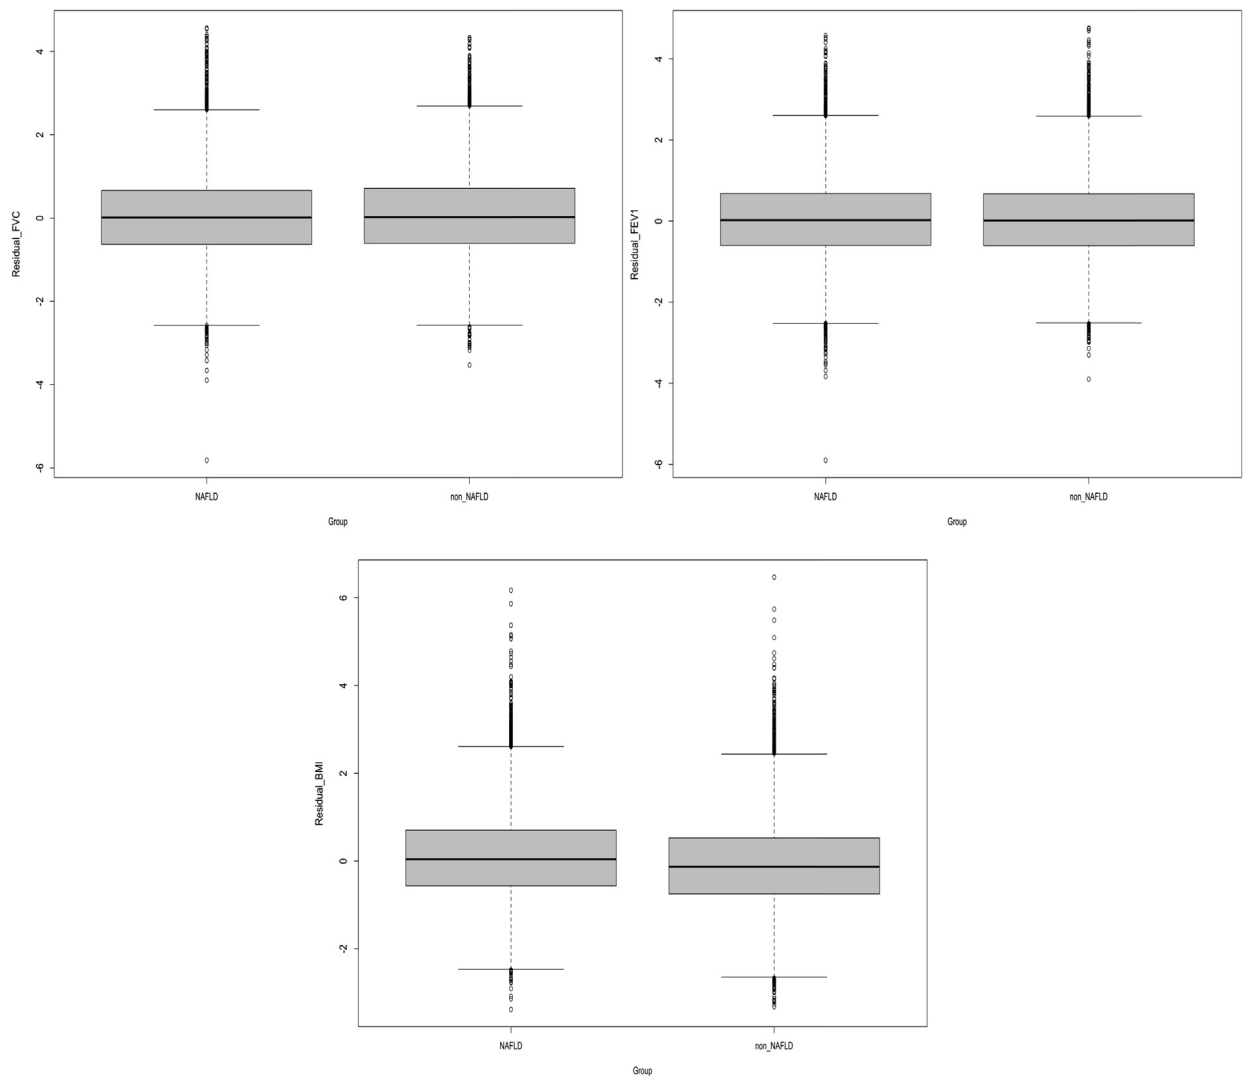 Residual_FVC
4
2
0
-2
-4
-6
NAFLD
non_NAFLD
Group
Residual_FEV1
4
2
0
-2
-4
-6
NAFLD
non_NAFLD
Group
Residual_BMI
6
4
2
0
-2
NAFLD
non_NAFLD
Group